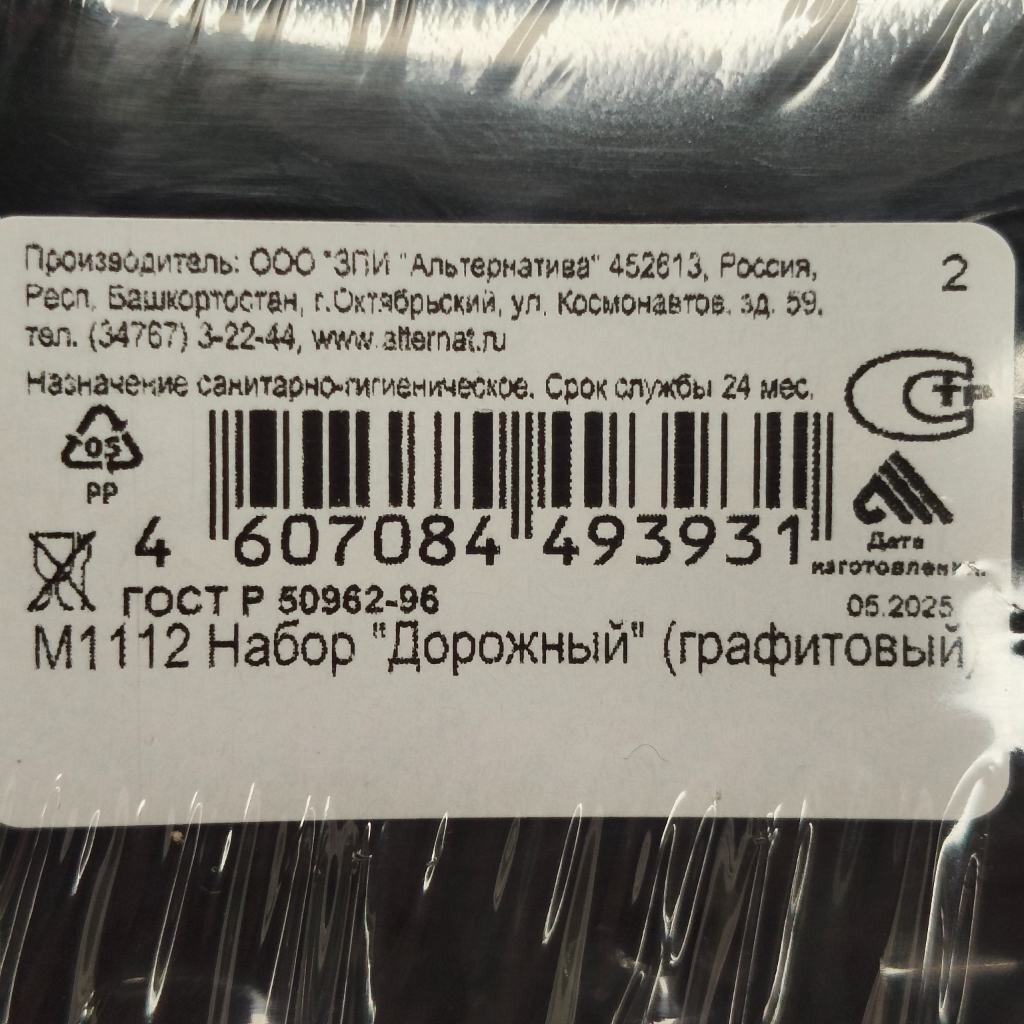 Производитель: ООО "ЗПИ "Альтернатива" 452613, Россия,
2
Респ. Башкортостан, г.Октябрьский, ул. Космонавтов, зд. 59,
тел. (34767) 3-22-44, www.alternat.ru
Назначение санитарно-гигиеническое. Срок службы 24 мес.
05
PP
4 607084 493931
Дата
изготовления:
ГОСТ Р 50962-96
05.2025
М1112 Набор "Дорожный" (графитовый)